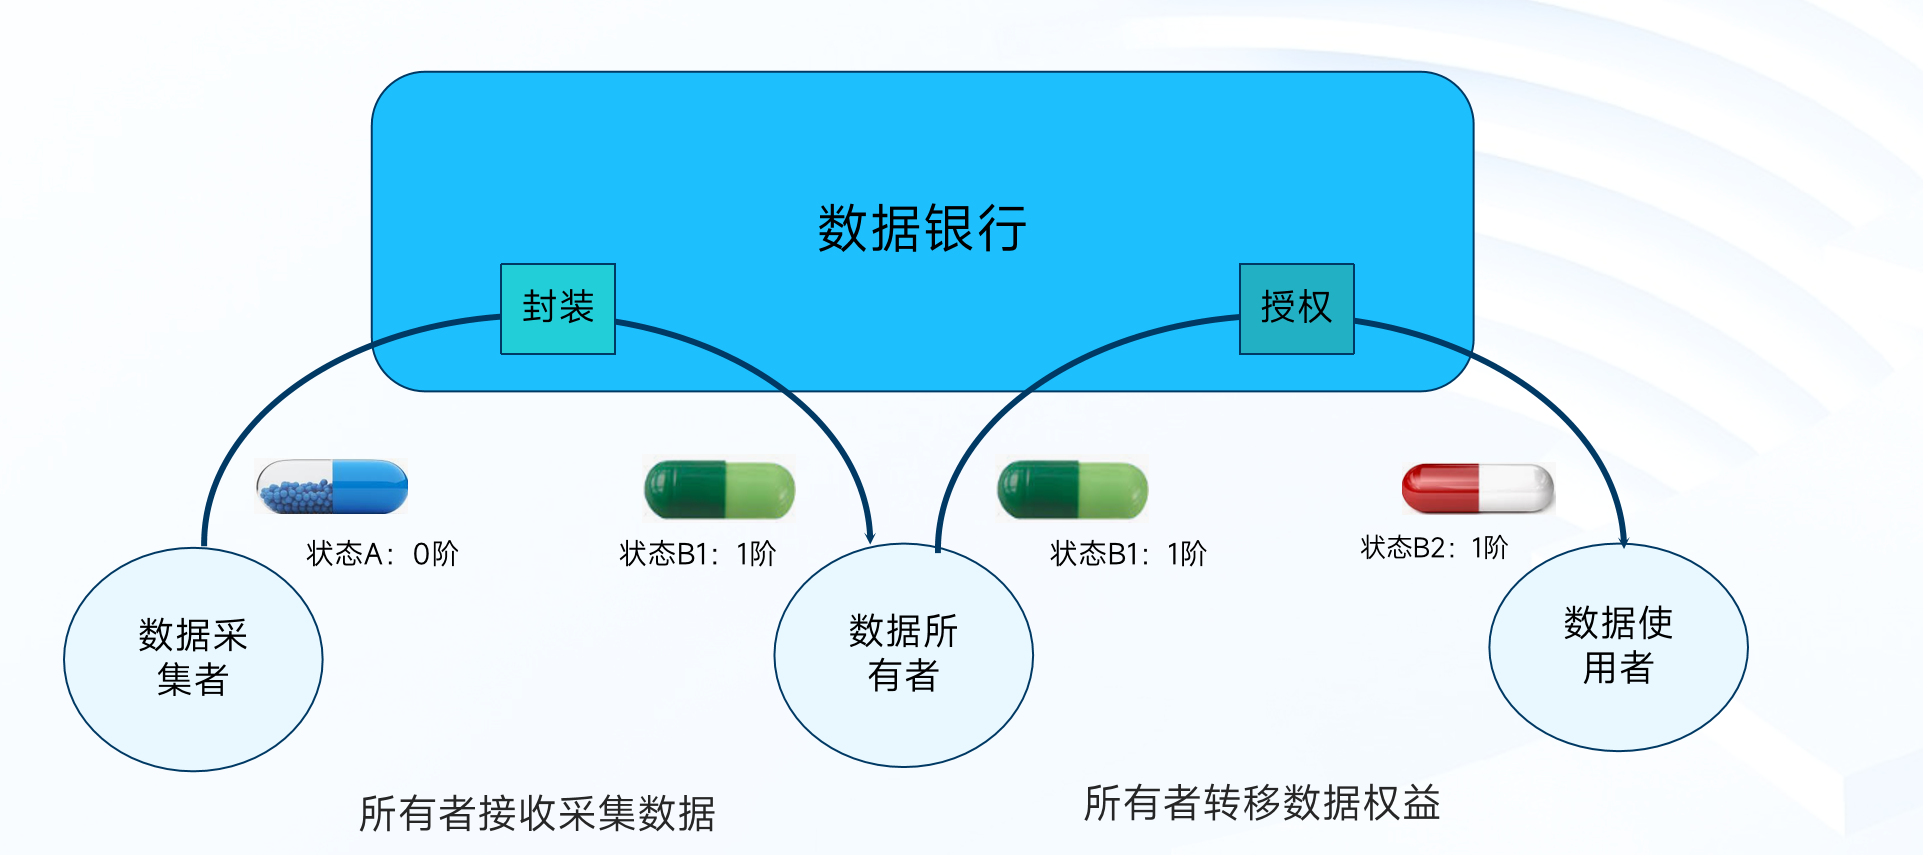 数据银行
封装
授权
状态A：0阶
状态B1：1阶
状态B1：1阶
状态B2：1阶
数据采
集者
数据所
有者
数据使
用者
所有者接收采集数据
所有者转移数据权益